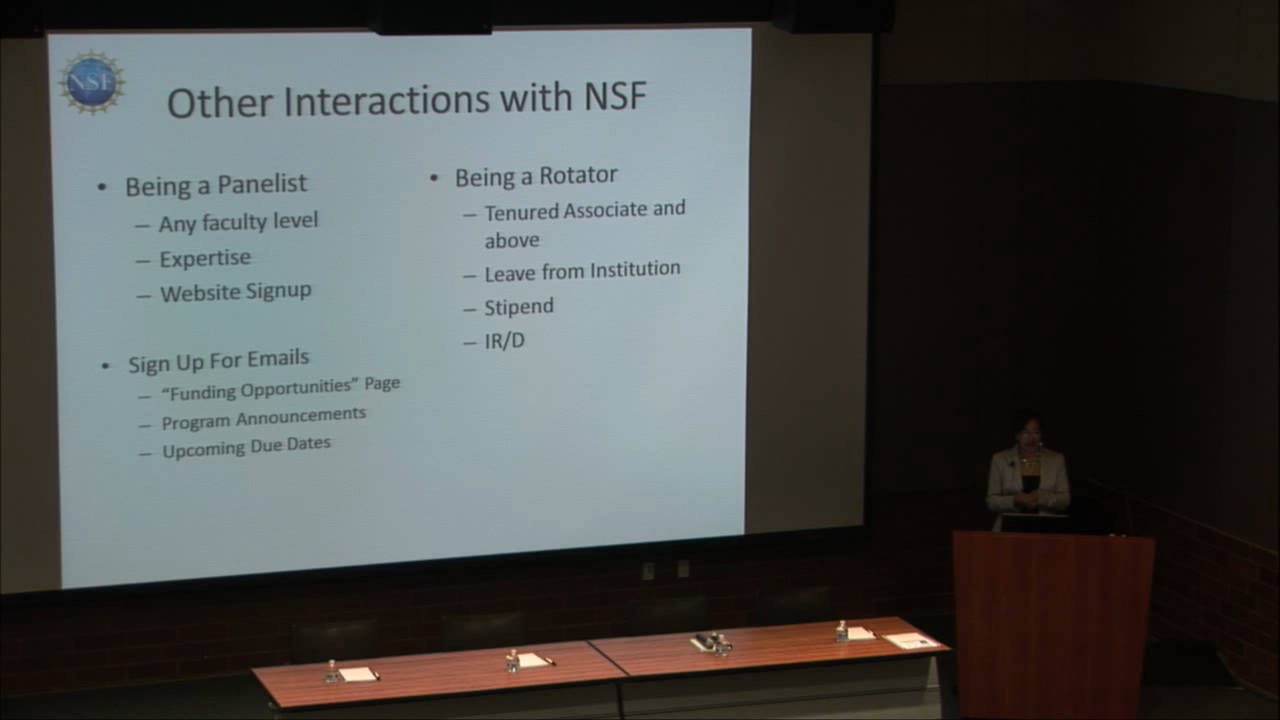 NSF
Other Interactions with NSF
• Being a Panelist
– Any faculty level
– Expertise
– Website Signup
• Sign Up For Emails
– “Funding Opportunities” Page
– Program Announcements
– Upcoming Due Dates
• Being a Rotator
– Tenured Associate and
above
– Leave from Institution
– Stipend
– IR/D